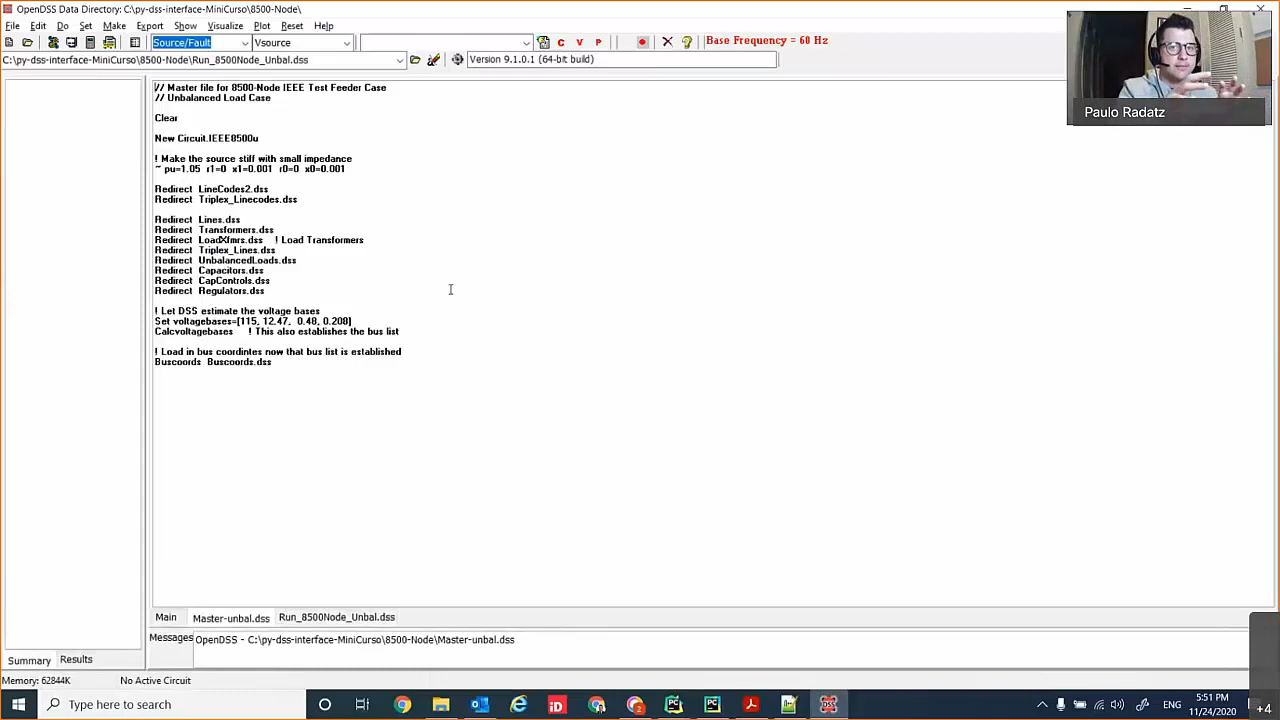 OpenDSS Data Directory: C:\py-dss-interface-MiniCurso\8500-Node\
File Edit Do Set Make Export Show Visualize Plot Reset Help
Source/Fault Vsource C V P Base Frequency = 60 Hz
C:\py-dss-interface-MiniCurso\8500-Node\Run_8500Node_Unbal.dss Version 9.1.0.1 (64-bit build)
Paulo Radatz
// Master file for 8500-Node IEEE Test Feeder Case
// Unbalanced Load Case
Clear
New Circuit.IEEE8500u
! Make the source stiff with small impedance
~ pu=1.05 r1=0 x1=0.001 r0=0 x0=0.001
Redirect LineCodes2.dss
Redirect Triplex_Linecodes.dss
Redirect Lines.dss
Redirect Transformers.dss
Redirect LoadXfmrs.dss ! Load Transformers
Redirect Triplex_Lines.dss
Redirect UnbalancedLoads.dss
Redirect Capacitors.dss
Redirect CapControls.dss
Redirect Regulators.dss
! Let DSS estimate the voltage bases
Set voltagebases=[115, 12.47, 0.48, 0.208]
Calcvoltagebases ! This also establishes the bus list
! Load in bus coordintes now that bus list is established
Buscoords Buscoords.dss
Main Master-unbal.dss Run_8500Node_Unbal.dss
Messages OpenDSS - C:\py-dss-interface-MiniCurso\8500-Node\Master-unbal.dss
Summary Results
Memory: 62844K No Active Circuit
Type here to search
ENG
5:51 PM
11/24/2020
+4